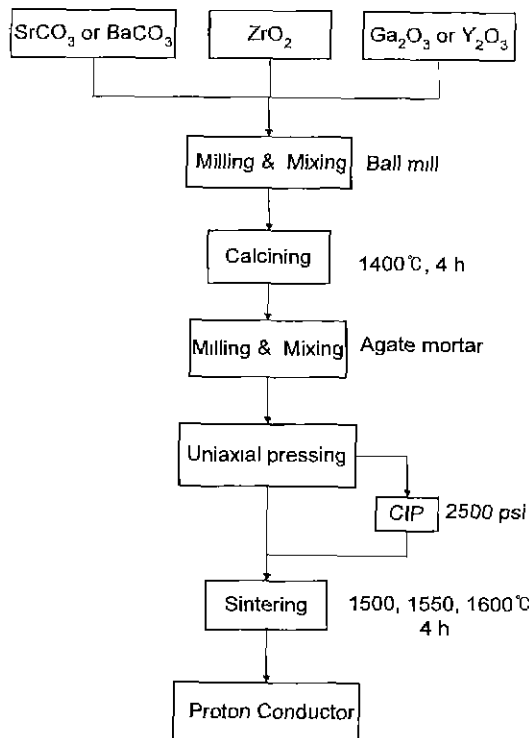 SrCO₃ or BaCO₃
ZrO₂
Ga₂O₃ or Y₂O₃
Milling & Mixing
Ball mill
Calcining
1400℃, 4 h
Milling & Mixing
Agate mortar
Uniaxial pressing
CIP
2500 psi
Sintering
1500, 1550, 1600℃
4 h
Proton Conductor